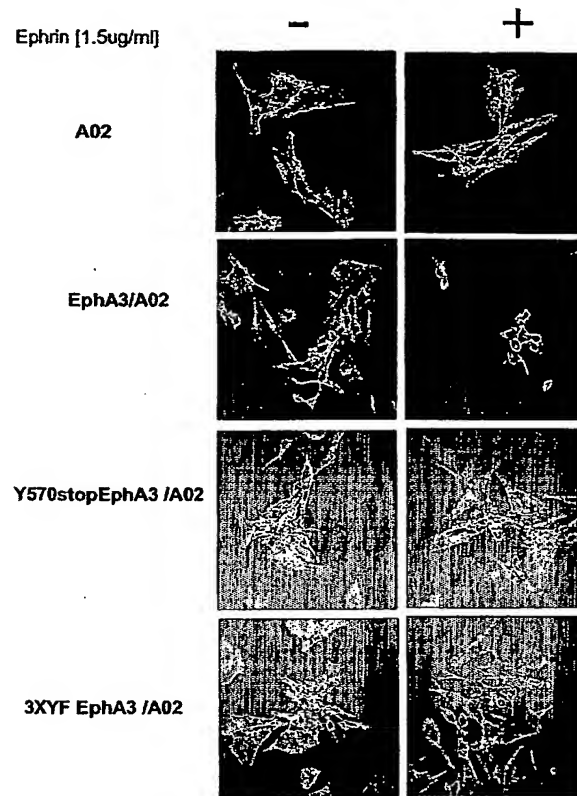 − +
Ephrin [1.5ug/ml]
A02
EphA3/A02
Y570stopEphA3 /A02
3XYF EphA3 /A02